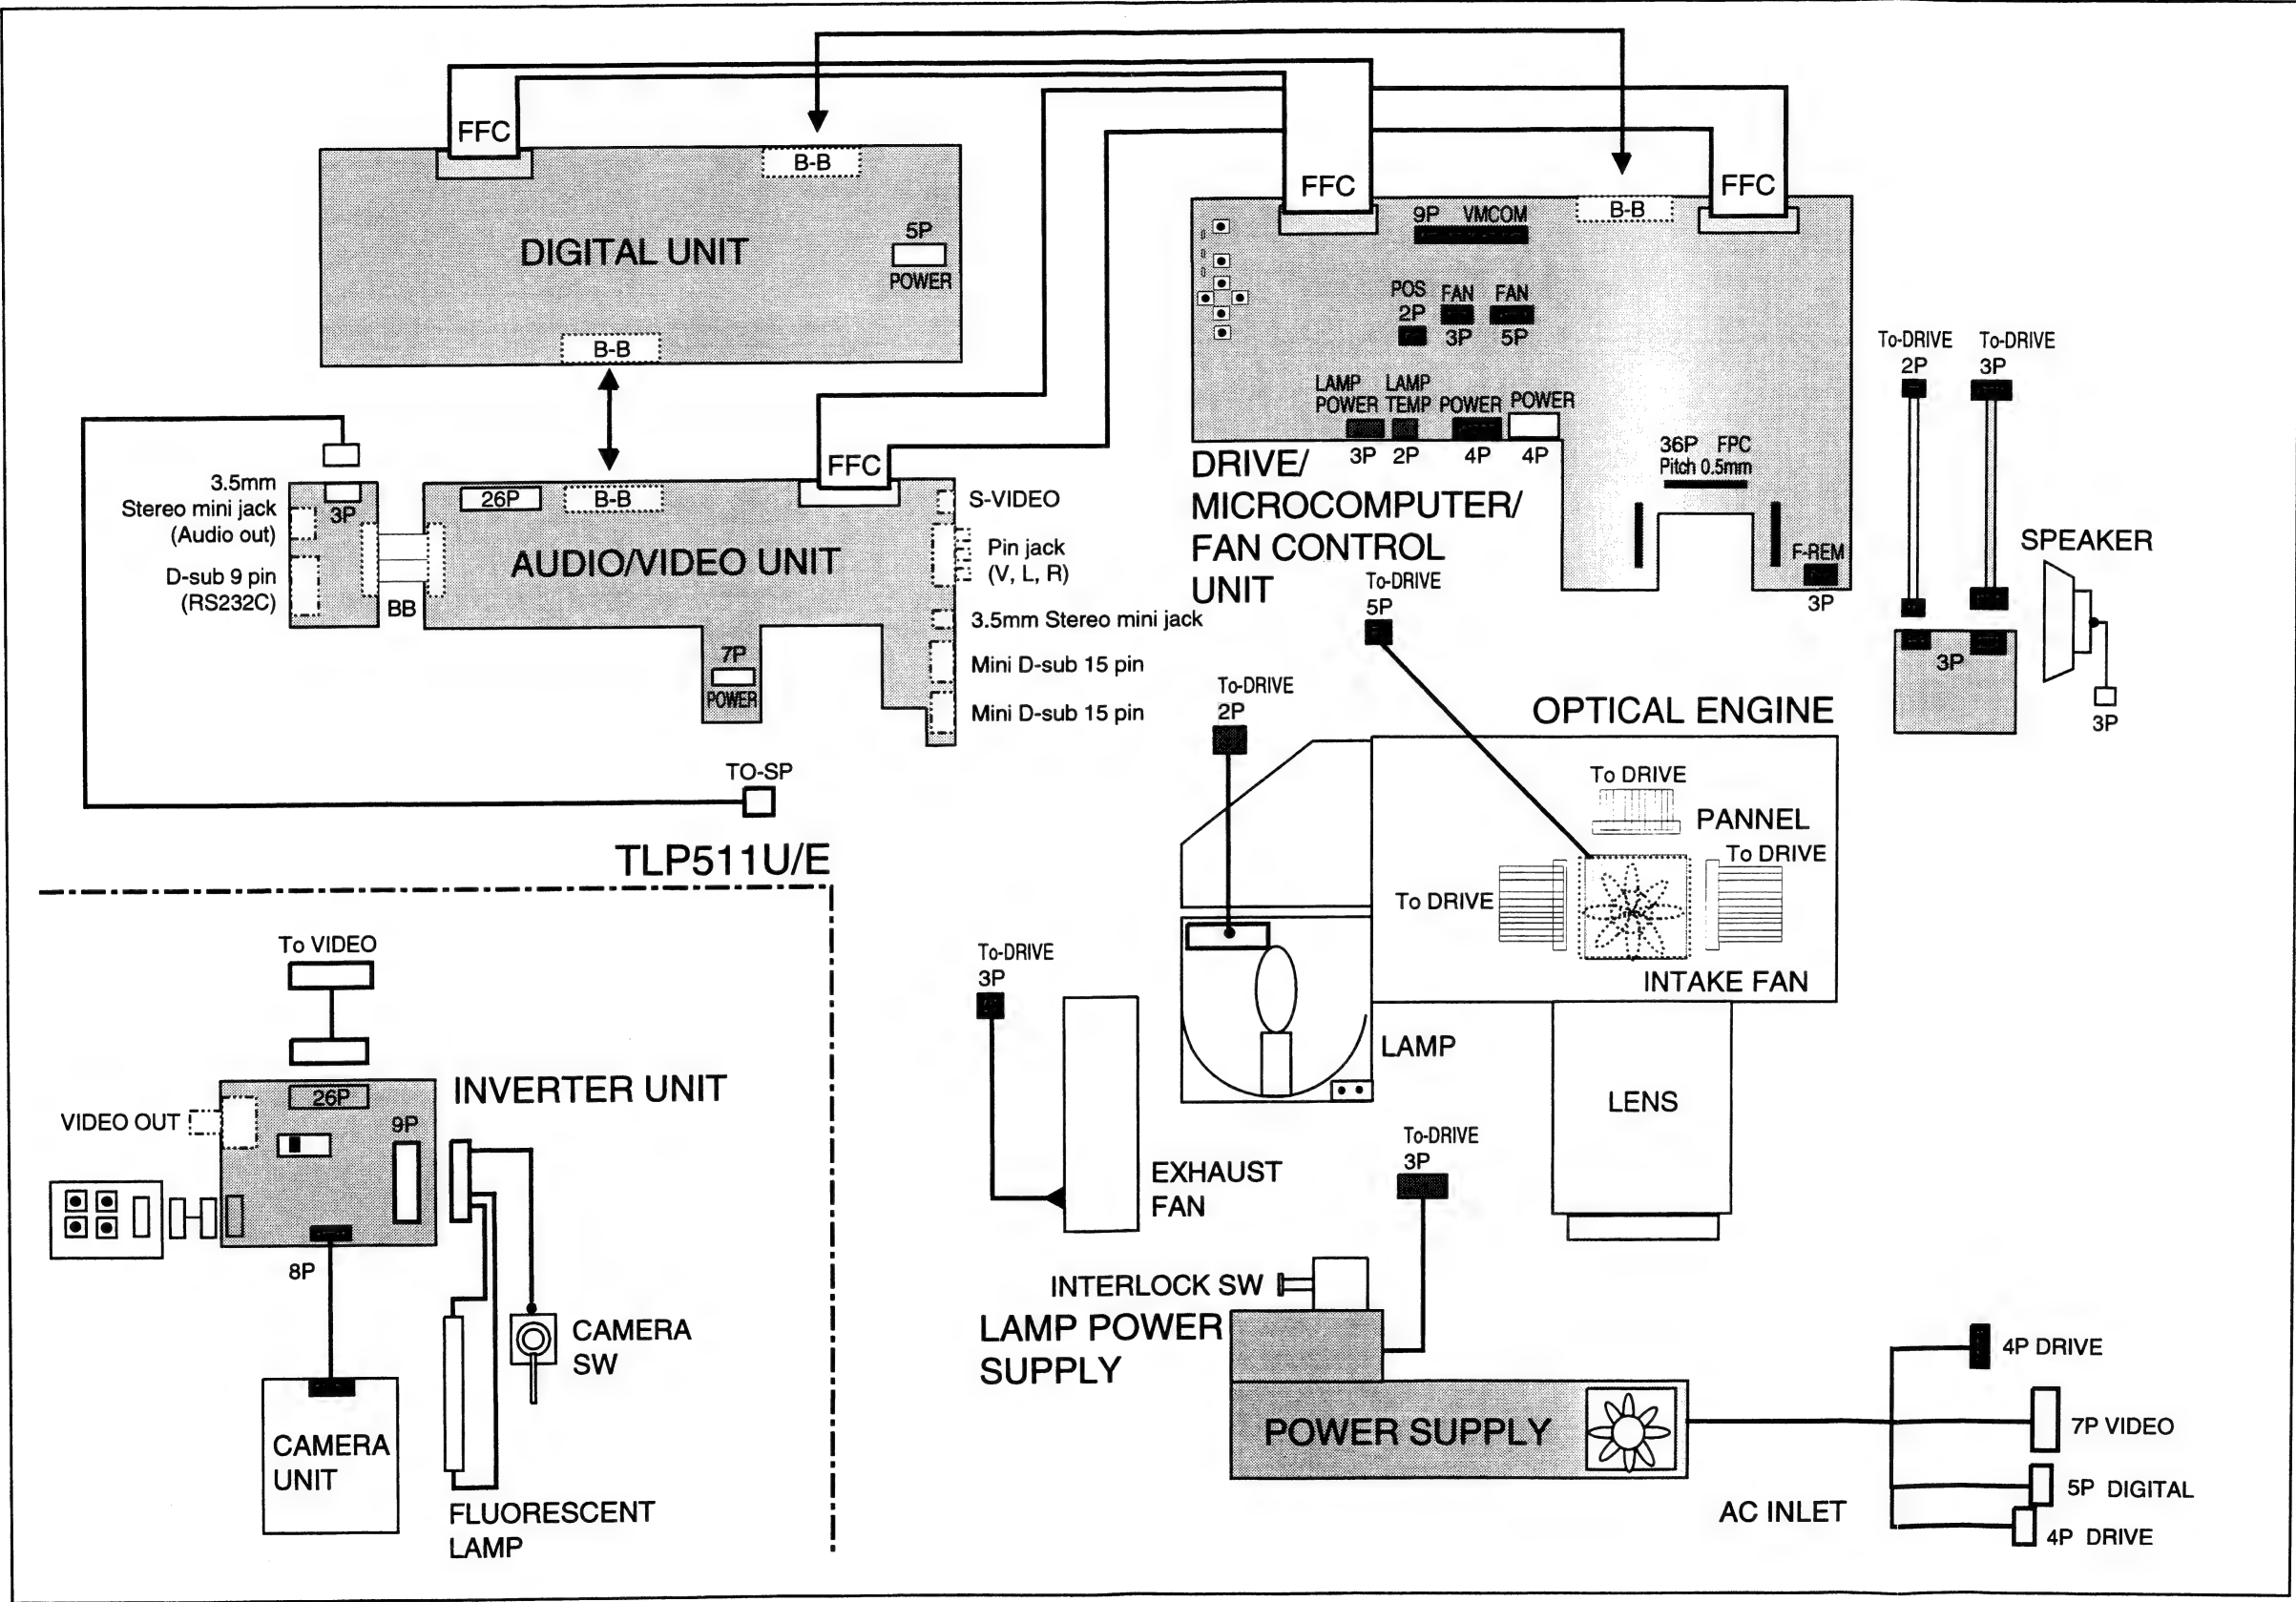 FFC
B-B
DIGITAL UNIT
5P
POWER
B-B
FFC
FFC
9P VMCOM
B-B
POS
2P
FAN
3P
FAN
5P
LAMP
POWER
3P
LAMP
TEMP
2P
POWER
4P
POWER
4P
36P FPC
Pitch 0.5mm
F-REM
3P
DRIVE/
MICROCOMPUTER/
FAN CONTROL
UNIT
To-DRIVE
2P
To-DRIVE
3P
3P
SPEAKER
3P
3.5mm
Stereo mini jack
(Audio out)
D-sub 9 pin
(RS232C)
3P
BB
26P
B-B
FFC
AUDIO/VIDEO UNIT
7P
POWER
S-VIDEO
Pin jack
(V, L, R)
3.5mm Stereo mini jack
Mini D-sub 15 pin
Mini D-sub 15 pin
TO-SP
TLP511U/E
To-DRIVE
5P
To-DRIVE
2P
OPTICAL ENGINE
To DRIVE
PANNEL
To DRIVE
To DRIVE
INTAKE FAN
To-DRIVE
3P
LAMP
LENS
EXHAUST
FAN
To-DRIVE
3P
INTERLOCK SW
LAMP POWER
SUPPLY
POWER SUPPLY
AC INLET
4P DRIVE
7P VIDEO
5P DIGITAL
4P DRIVE
To VIDEO
26P
INVERTER UNIT
VIDEO OUT
9P
8P
CAMERA
SW
CAMERA
UNIT
FLUORESCENT
LAMP